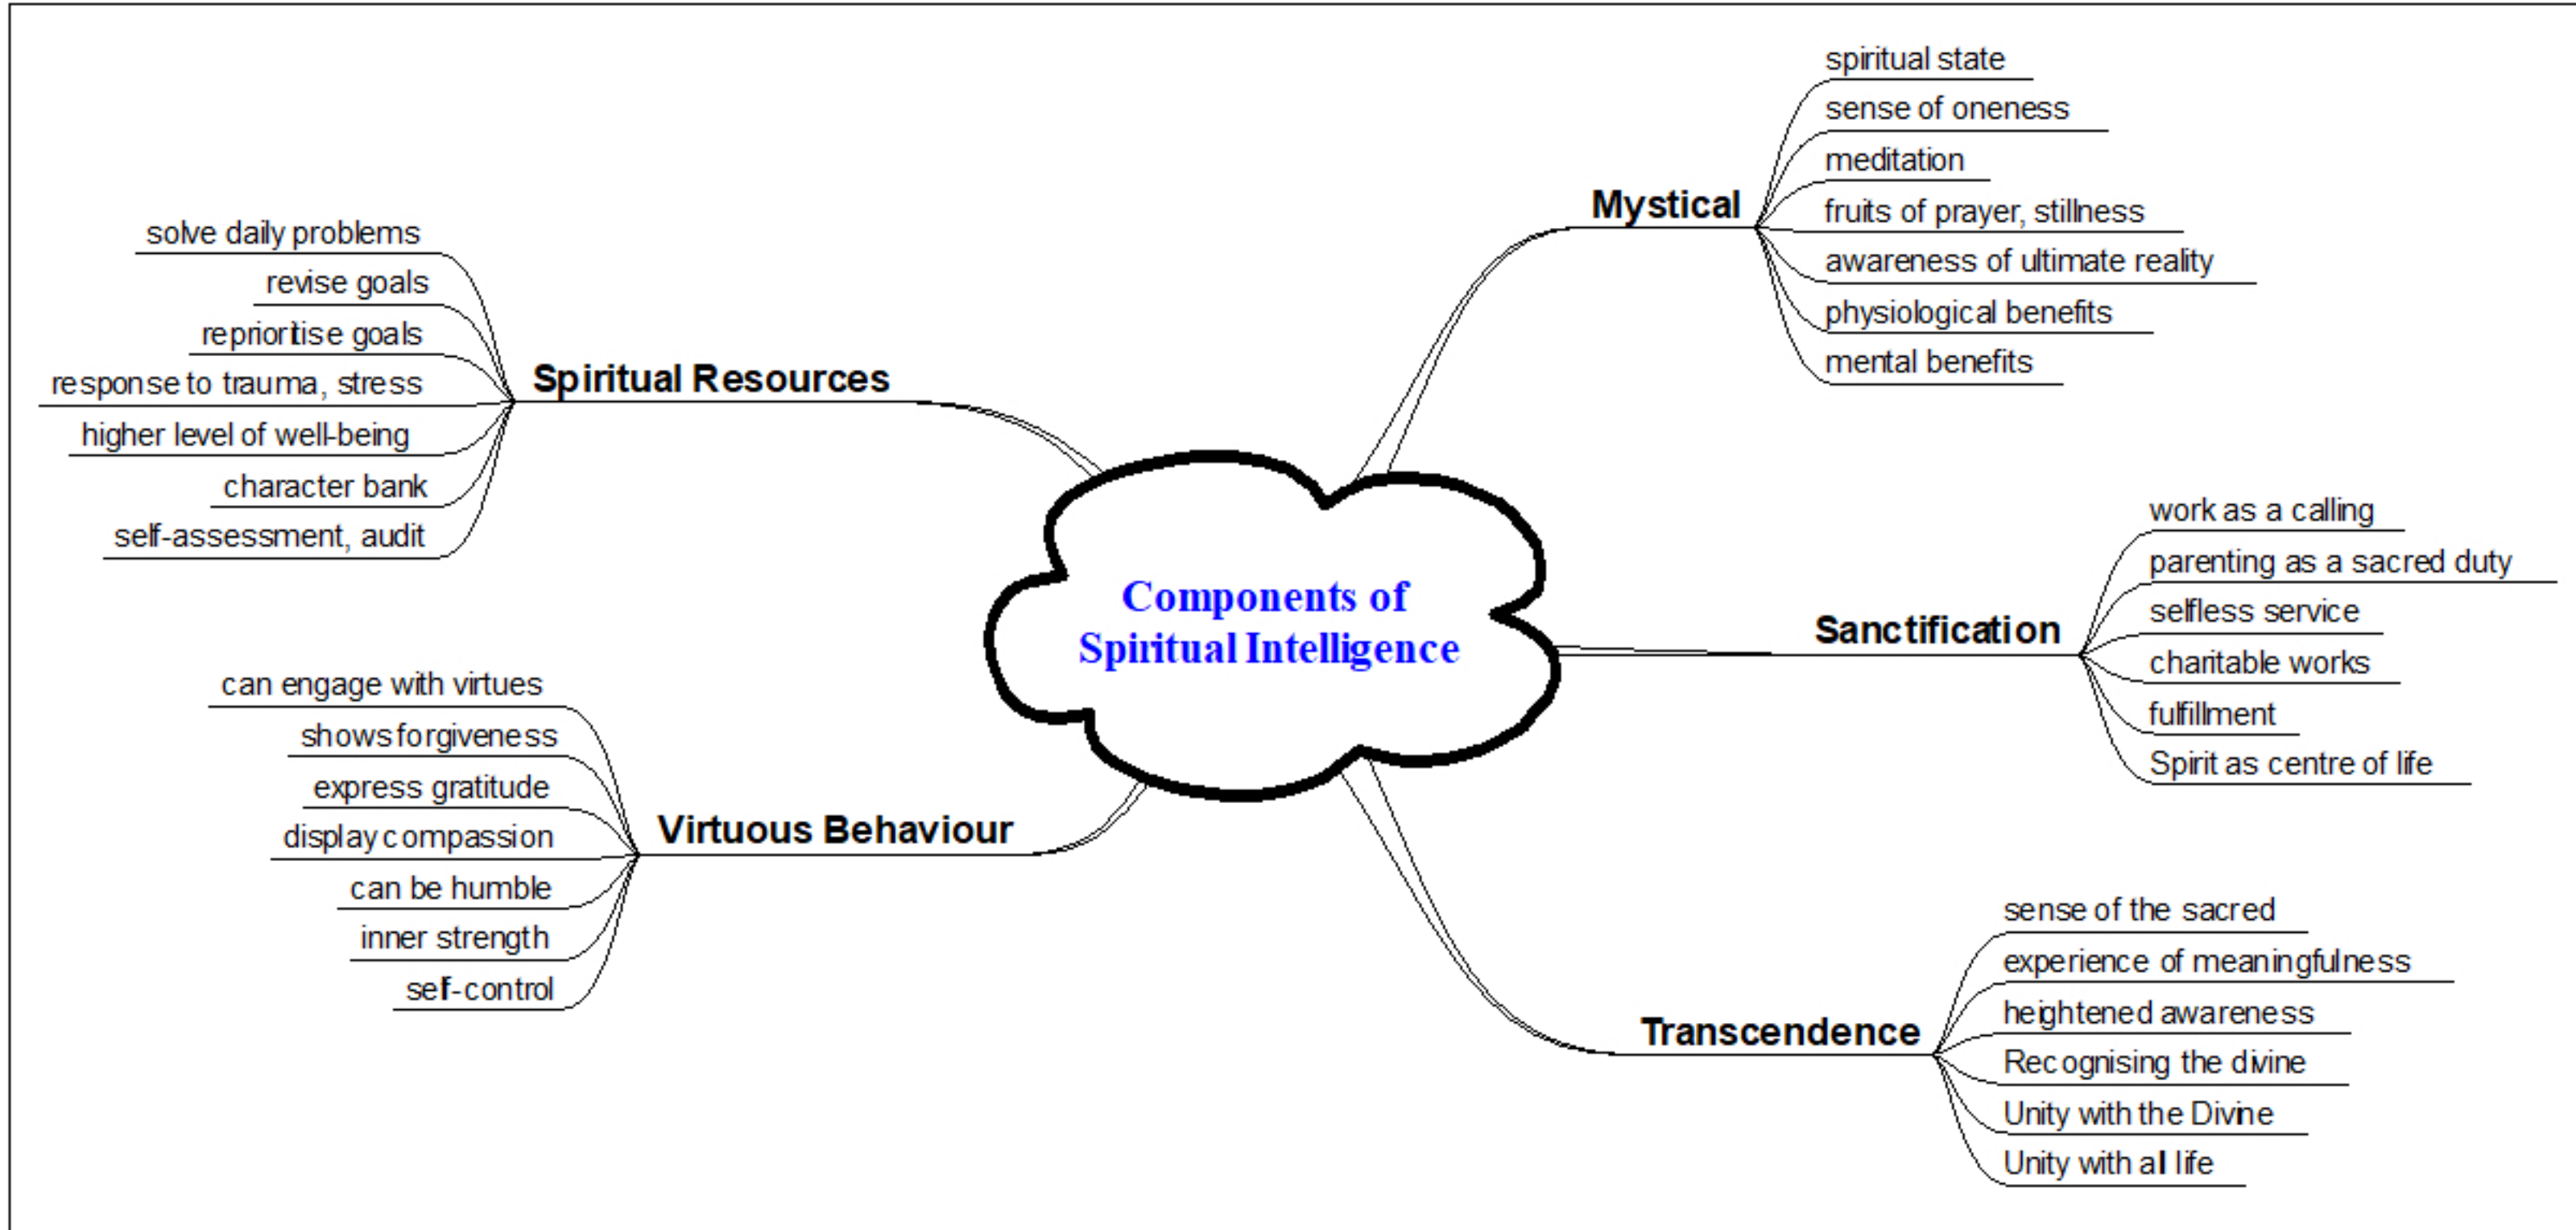 Components of
Spiritual Intelligence
Mystical
spiritual state
sense of oneness
meditation
fruits of prayer, stillness
awareness of ultimate reality
physiological benefits
mental benefits
Sanctification
work as a calling
parenting as a sacred duty
selfless service
charitable works
fulfillment
Spirit as centre of life
Transcendence
sense of the sacred
experience of meaningfulness
heightened awareness
Recognising the divine
Unity with the Divine
Unity with all life
Spiritual Resources
solve daily problems
revise goals
reprioritise goals
response to trauma, stress
higher level of well-being
character bank
self-assessment, audit
Virtuous Behaviour
can engage with virtues
shows forgiveness
express gratitude
display compassion
can be humble
inner strength
self-control